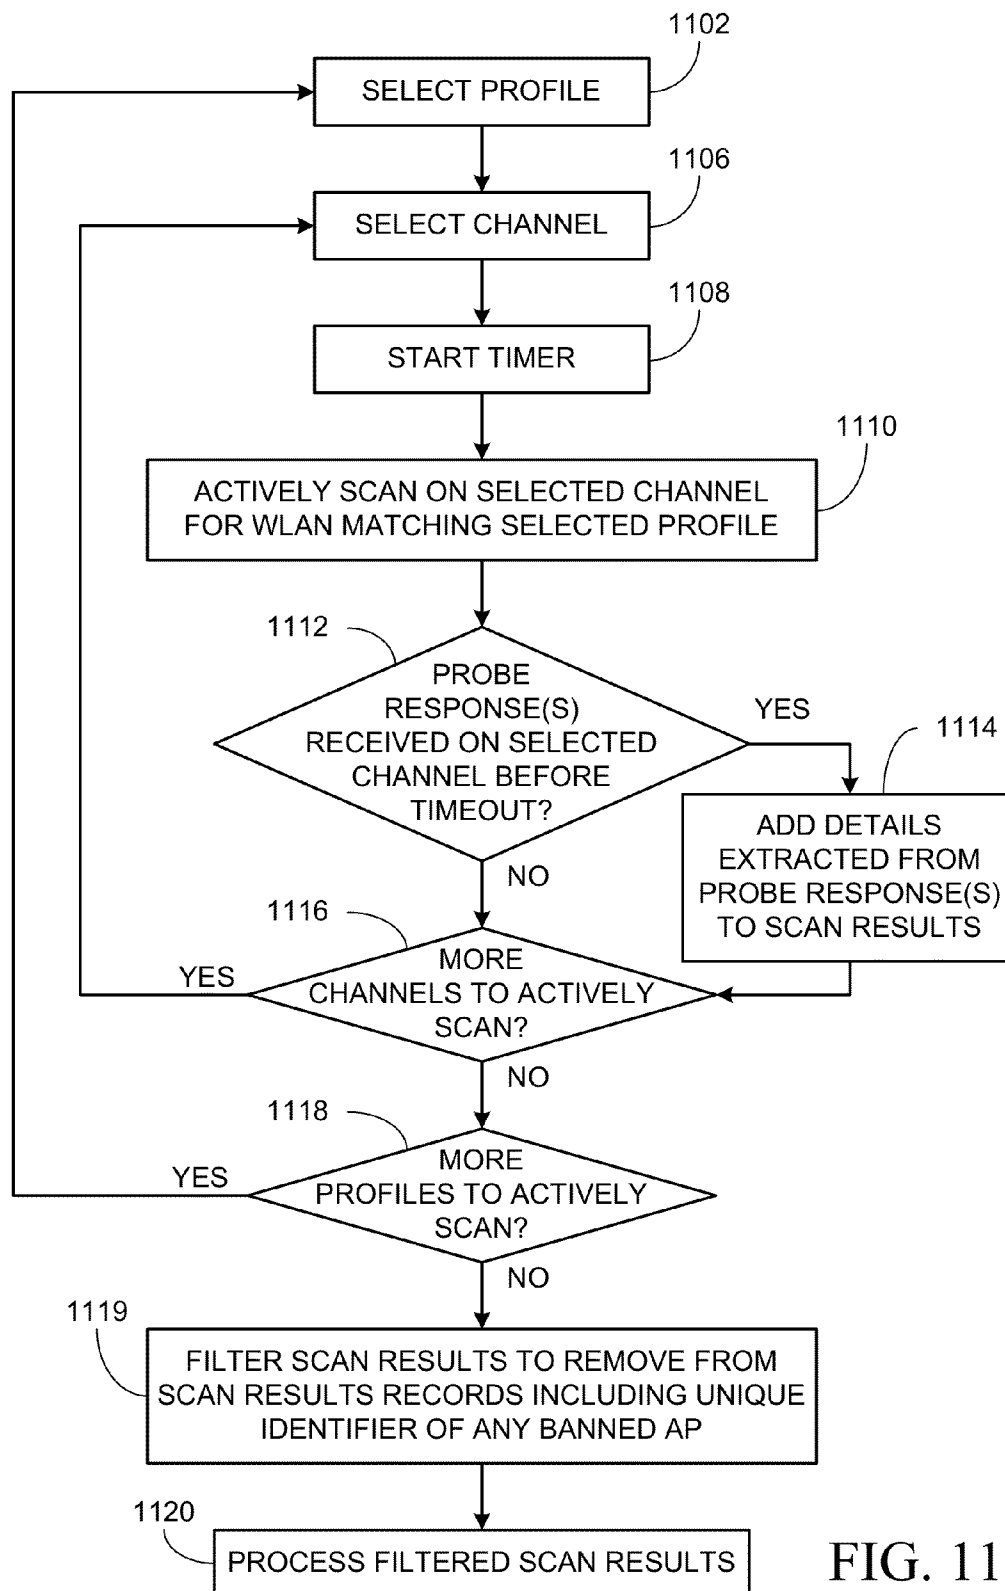 1102
SELECT PROFILE
1106
SELECT CHANNEL
1108
START TIMER
1110
ACTIVELY SCAN ON SELECTED CHANNEL
FOR WLAN MATCHING SELECTED PROFILE
1112
PROBE
RESPONSE(S)
RECEIVED ON SELECTED
CHANNEL BEFORE
TIMEOUT?
YES
1114
ADD DETAILS
EXTRACTED FROM
PROBE RESPONSE(S)
TO SCAN RESULTS
NO
1116
YES
MORE
CHANNELS TO ACTIVELY
SCAN?
NO
1118
YES
MORE
PROFILES TO ACTIVELY
SCAN?
NO
1119
FILTER SCAN RESULTS TO REMOVE FROM
SCAN RESULTS RECORDS INCLUDING UNIQUE
IDENTIFIER OF ANY BANNED AP
1120
PROCESS FILTERED SCAN RESULTS
FIG. 11